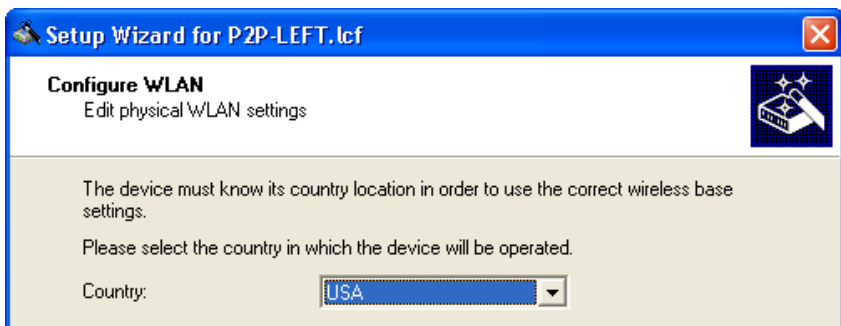 Setup Wizard for P2P-LEFT.lcf
Configure WLAN
Edit physical WLAN settings
The device must know its country location in order to use the correct wireless base
settings.
Please select the country in which the device will be operated.
Country: USA